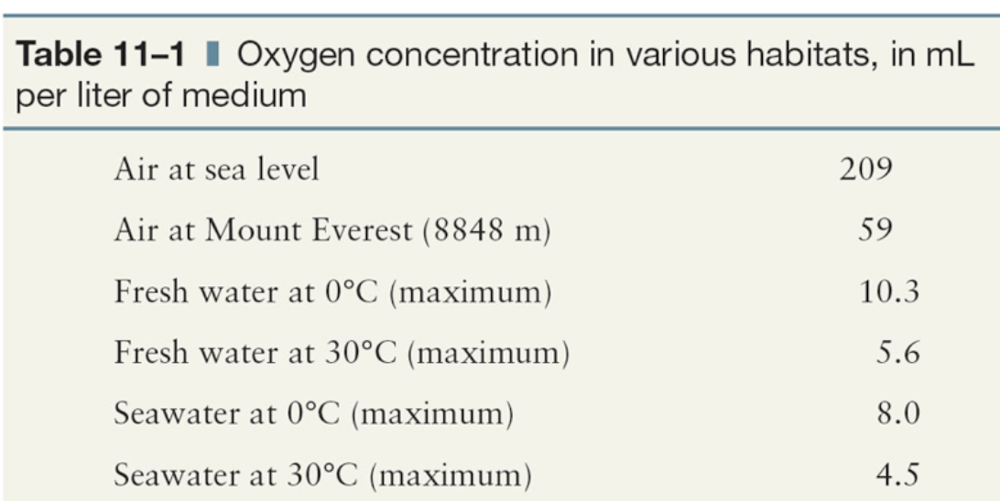 Table 11–1 ▮ Oxygen concentration in various habitats, in mL
per liter of medium
Air at sea level 209
Air at Mount Everest (8848 m) 59
Fresh water at 0°C (maximum) 10.3
Fresh water at 30°C (maximum) 5.6
Seawater at 0°C (maximum) 8.0
Seawater at 30°C (maximum) 4.5